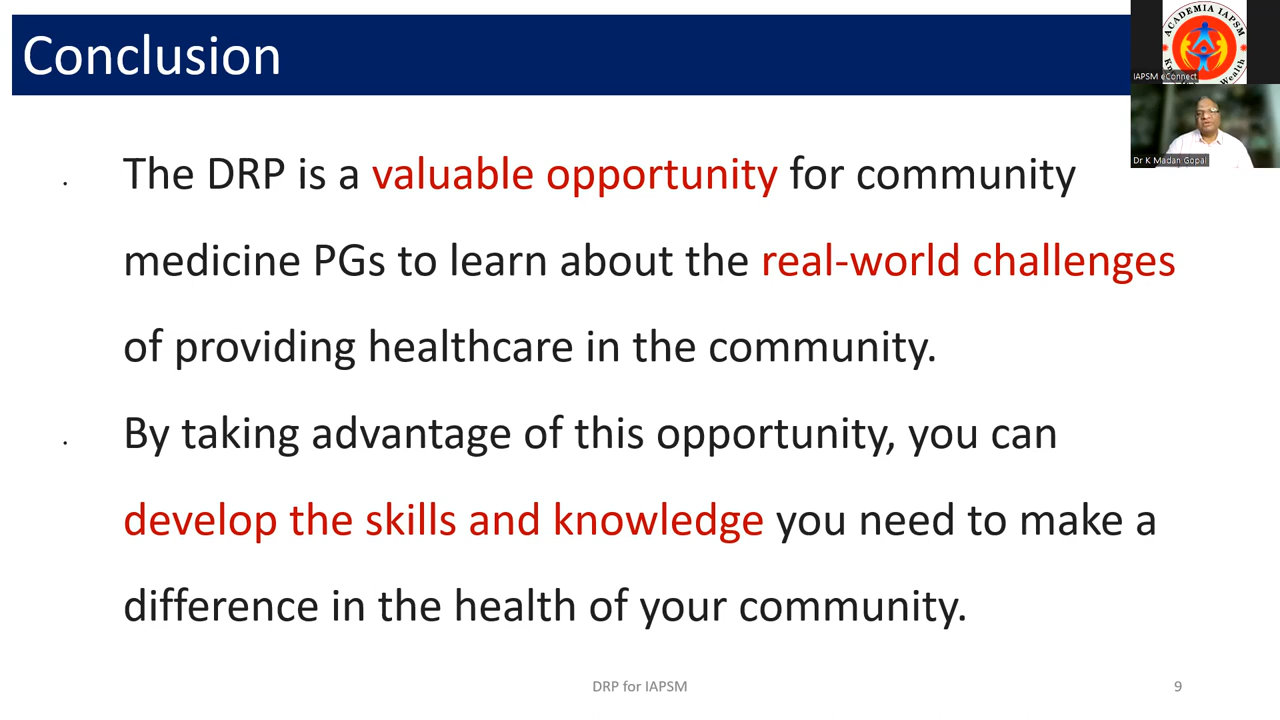 Conclusion
ACADEMIA IAPSM
Wealth
IAPSM eConnect
Dr K Madan Gopal
The DRP is a valuable opportunity for community
medicine PGs to learn about the real-world challenges
of providing healthcare in the community.
By taking advantage of this opportunity, you can
develop the skills and knowledge you need to make a
difference in the health of your community.
DRP for IAPSM
9